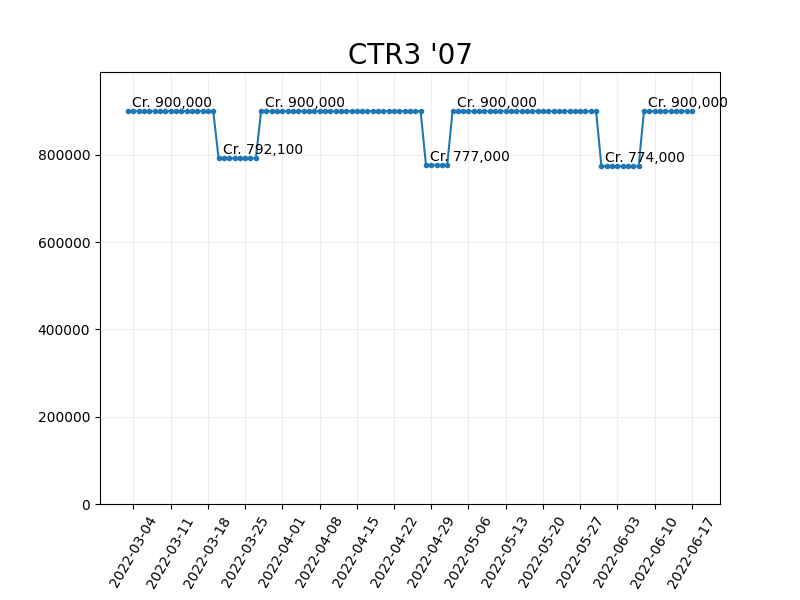 CTR3 '07
Cr. 900,000
Cr. 900,000
Cr. 900,000
Cr. 900,000
Cr. 792,100
Cr. 777,000
Cr. 774,000
800000
600000
400000
200000
0
2022-03-04
2022-03-11
2022-03-18
2022-03-25
2022-04-01
2022-04-08
2022-04-15
2022-04-22
2022-04-29
2022-05-06
2022-05-13
2022-05-20
2022-05-27
2022-06-03
2022-06-10
2022-06-17